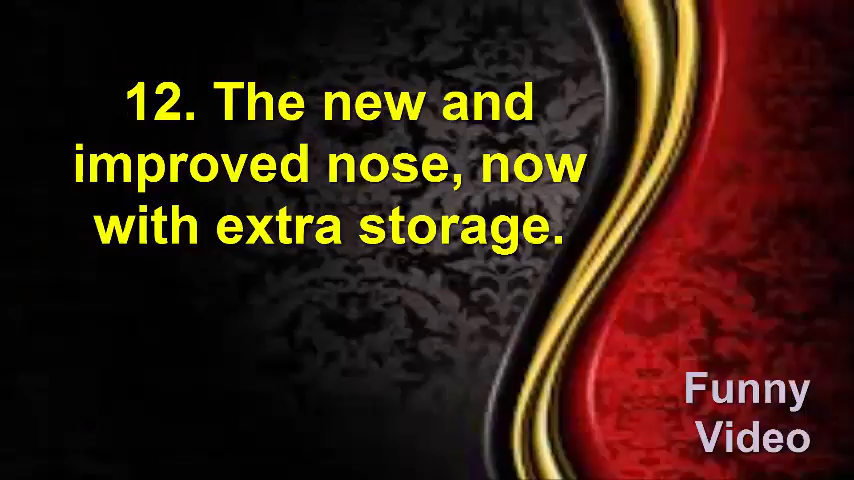 12. The new and
improved nose, now
with extra storage.
Funny
Video